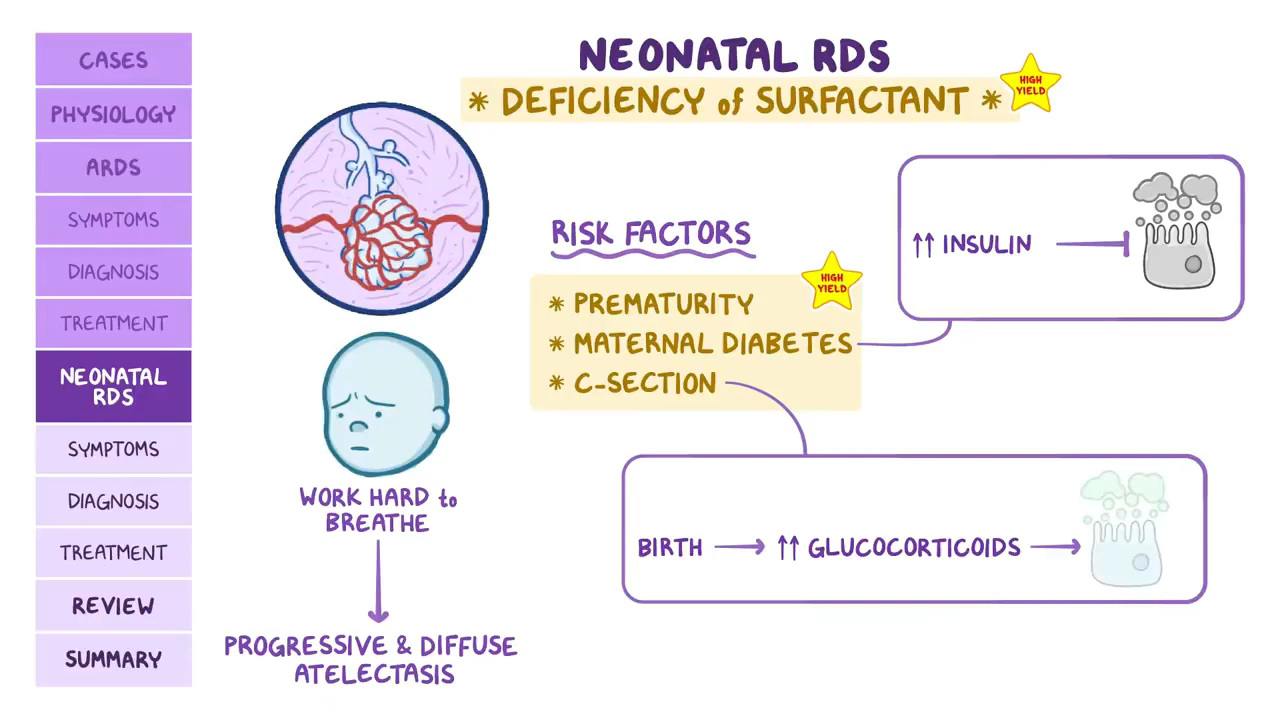 CASES
PHYSIOLOGY
ARDS
SYMPTOMS
DIAGNOSIS
TREATMENT
NEONATAL
RDS
SYMPTOMS
DIAGNOSIS
TREATMENT
REVIEW
SUMMARY
NEONATAL RDS
* DEFICIENCY of SURFACTANT *
HIGH
YIELD
RISK FACTORS
HIGH
YIELD
* PREMATURITY
* MATERNAL DIABETES
* C-SECTION
↑↑ INSULIN
WORK HARD to
BREATHE
PROGRESSIVE & DIFFUSE
ATELECTASIS
BIRTH → ↑↑ GLUCOCORTICOIDS →